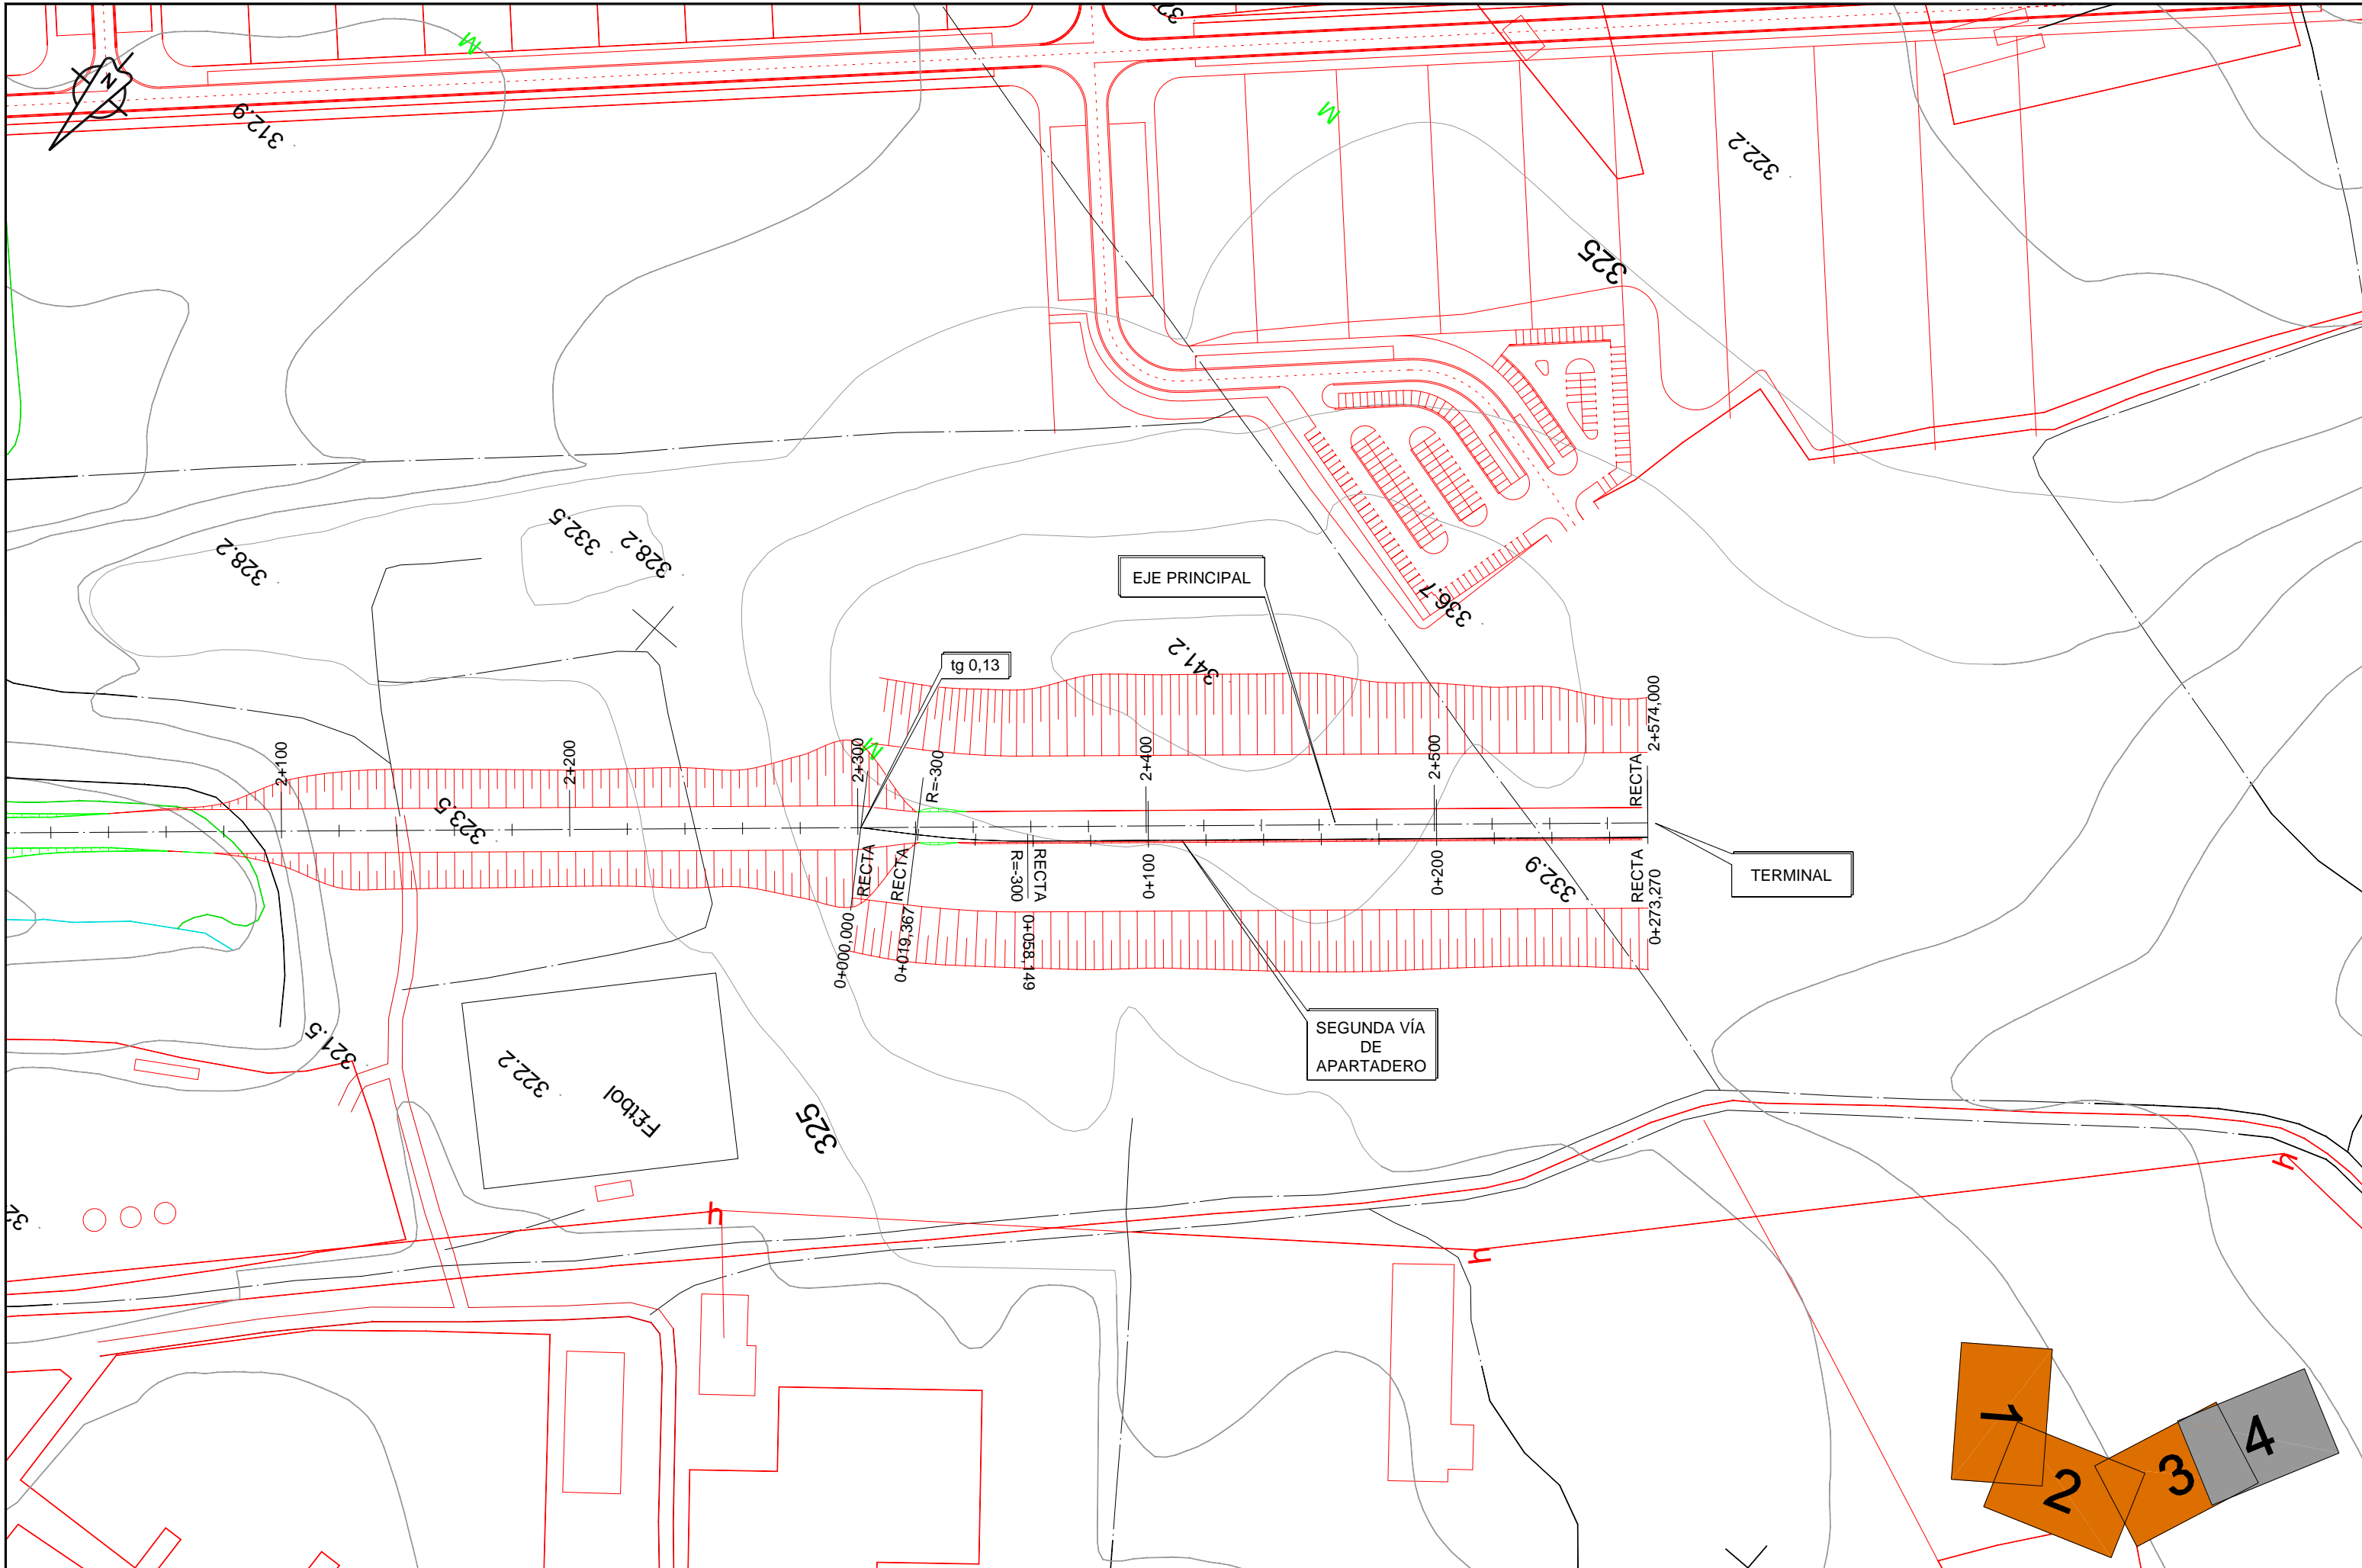 M
32
N
312.9
M
322.2
325
332.5
328.2
328.2
EJE PRINCIPAL
336.7
tg 0,13
341.2
2+100
2+200
2+300
M
R=-300
2+400
2+500
RECTA
2+574,000
323.5
RECTA
RECTA
R=-300
RECTA
0+100
0+200
332.9
RECTA
0+273,270
TERMINAL
0+000,000
0+019,367
0+058,149
SEGUNDA VÍA
DE
APARTADERO
321.5
322.2
325
h
h
h
32
1
2
3
4